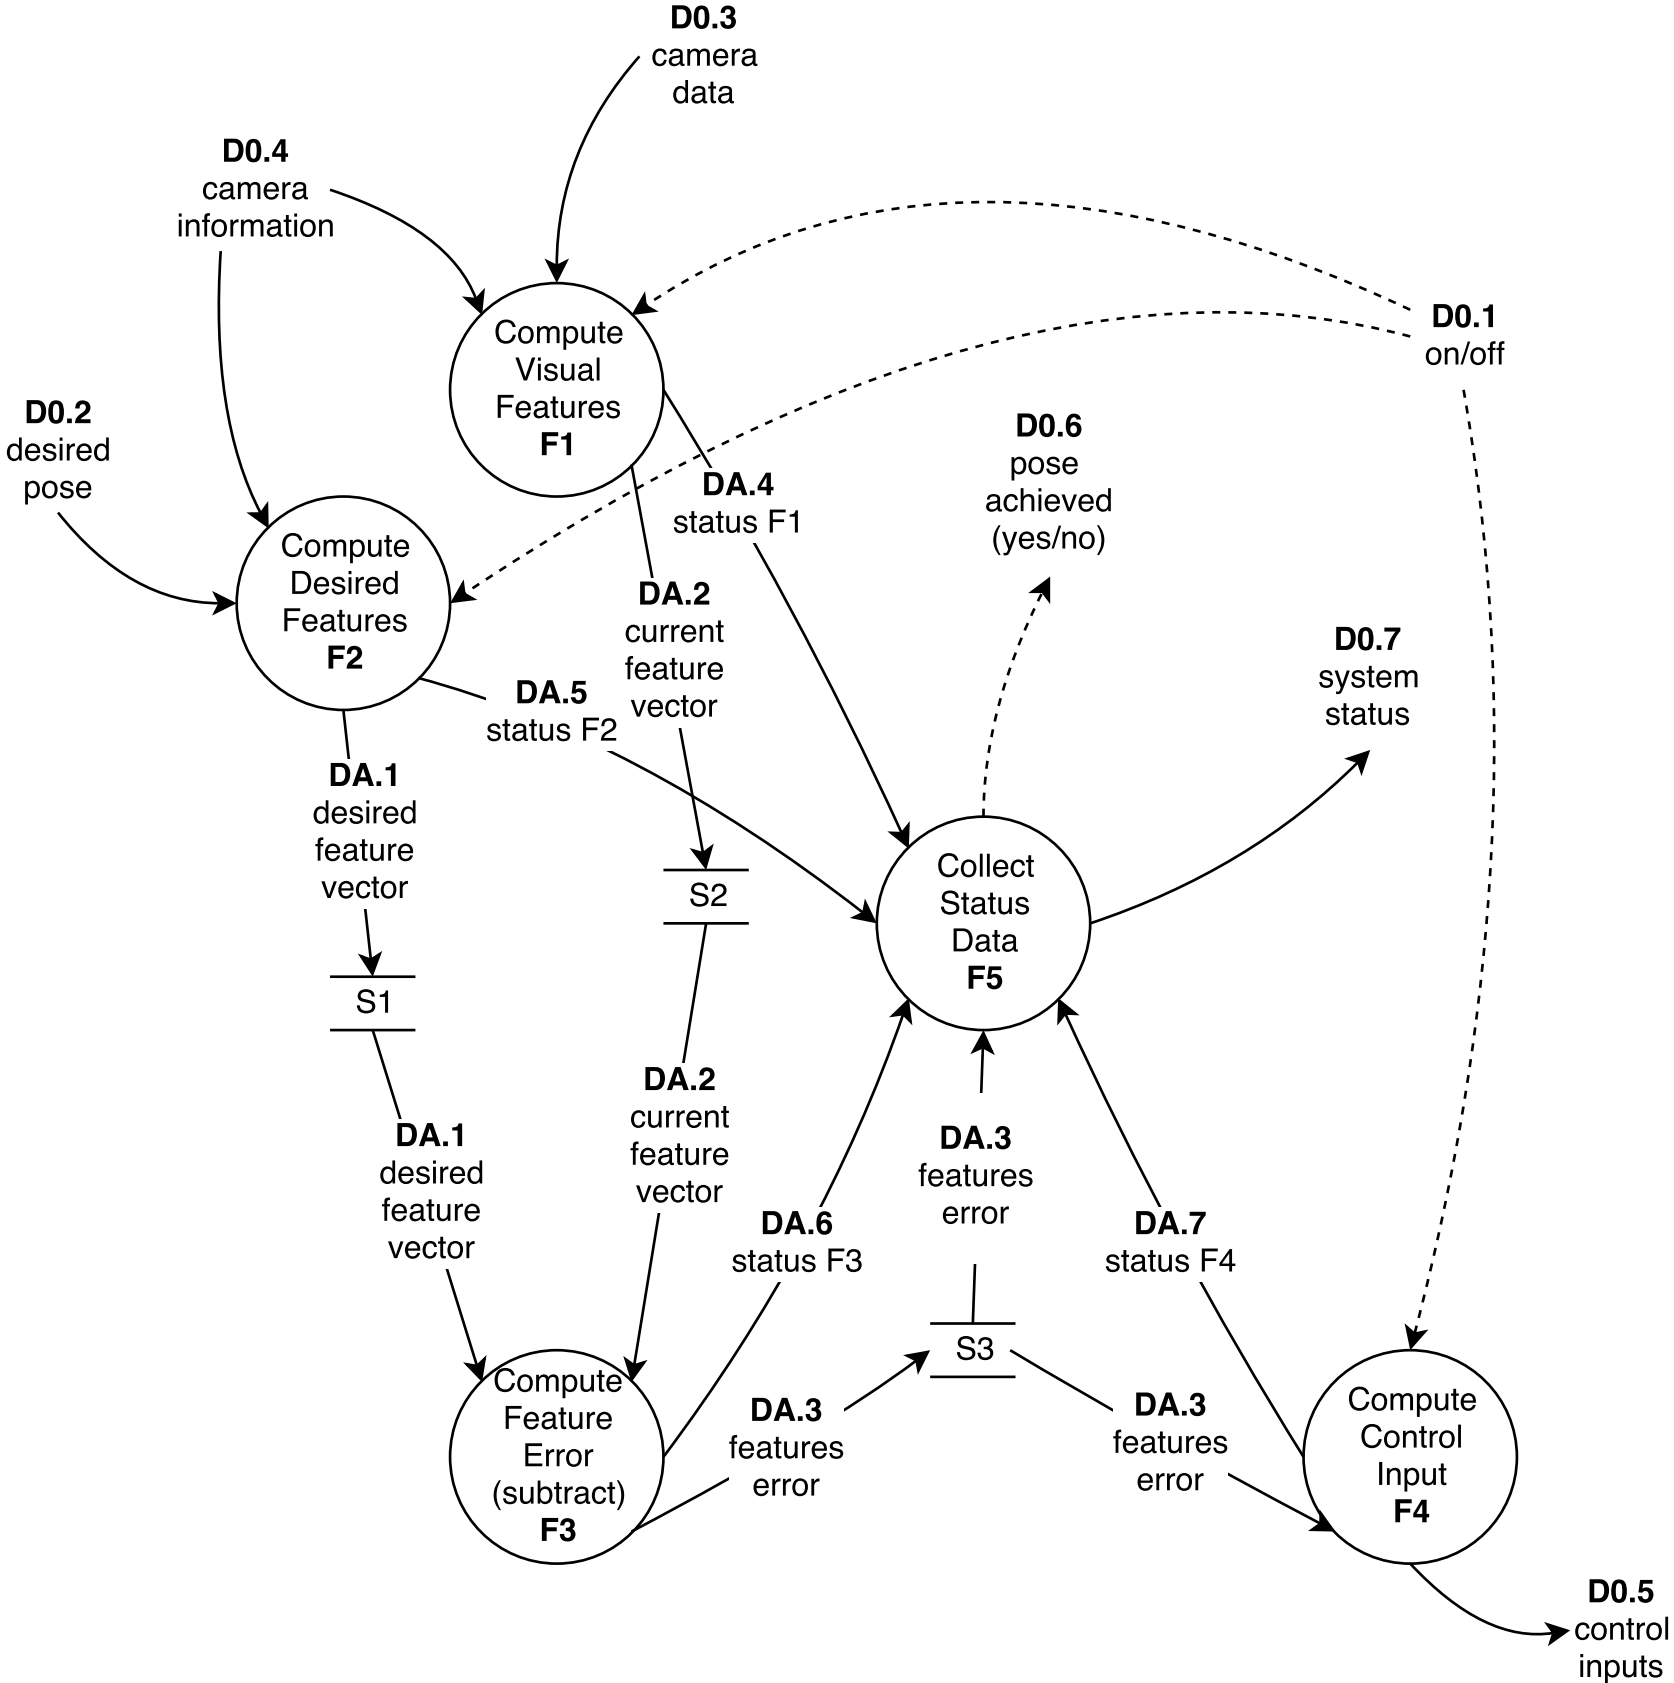 D0.3
camera
data
D0.4
camera
information
D0.1
on/off
Compute
Visual
Features
F1
D0.2
desired
pose
D0.6
pose
achieved
(yes/no)
DA.4
status F1
Compute
Desired
Features
F2
DA.2
current
feature
vector
D0.7
system
status
DA.5
status F2
DA.1
desired
feature
vector
S2
Collect
Status
Data
F5
S1
DA.2
current
feature
vector
DA.1
desired
feature
vector
DA.3
features
error
DA.6
status F3
DA.7
status F4
S3
Compute
Feature
Error
(subtract)
F3
DA.3
features
error
DA.3
features
error
Compute
Control
Input
F4
D0.5
control
inputs